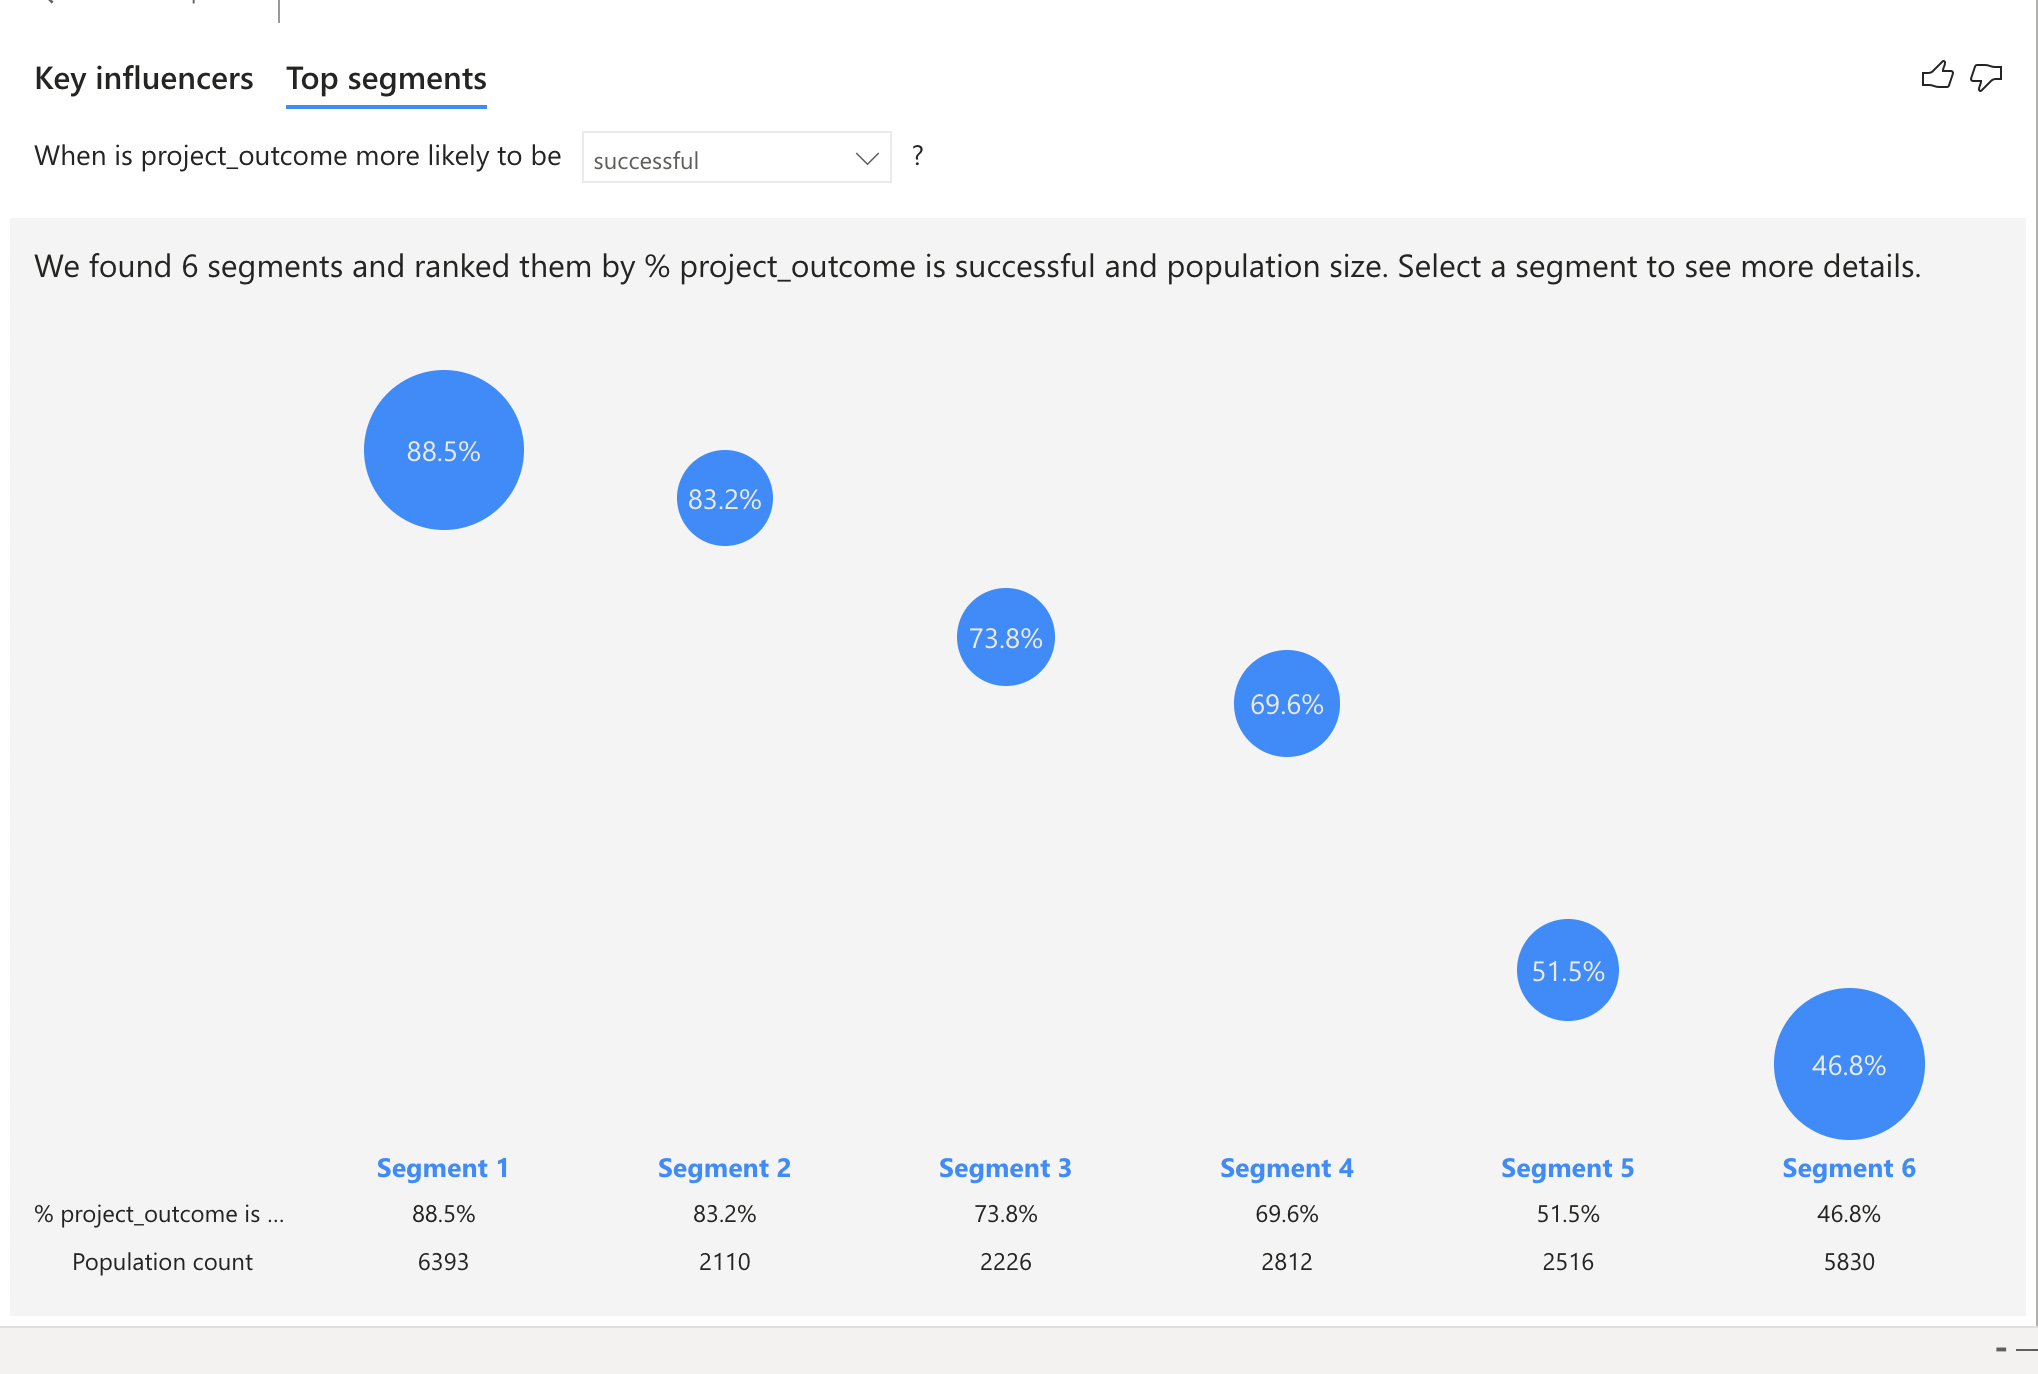 Key influencers Top segments
When is project_outcome more likely to be successful ?
We found 6 segments and ranked them by % project_outcome is successful and population size. Select a segment to see more details.
88.5%
83.2%
73.8%
69.6%
51.5%
46.8%
Segment 1 Segment 2 Segment 3 Segment 4 Segment 5 Segment 6
% project_outcome is ... 88.5% 83.2% 73.8% 69.6% 51.5% 46.8%
Population count 6393 2110 2226 2812 2516 5830